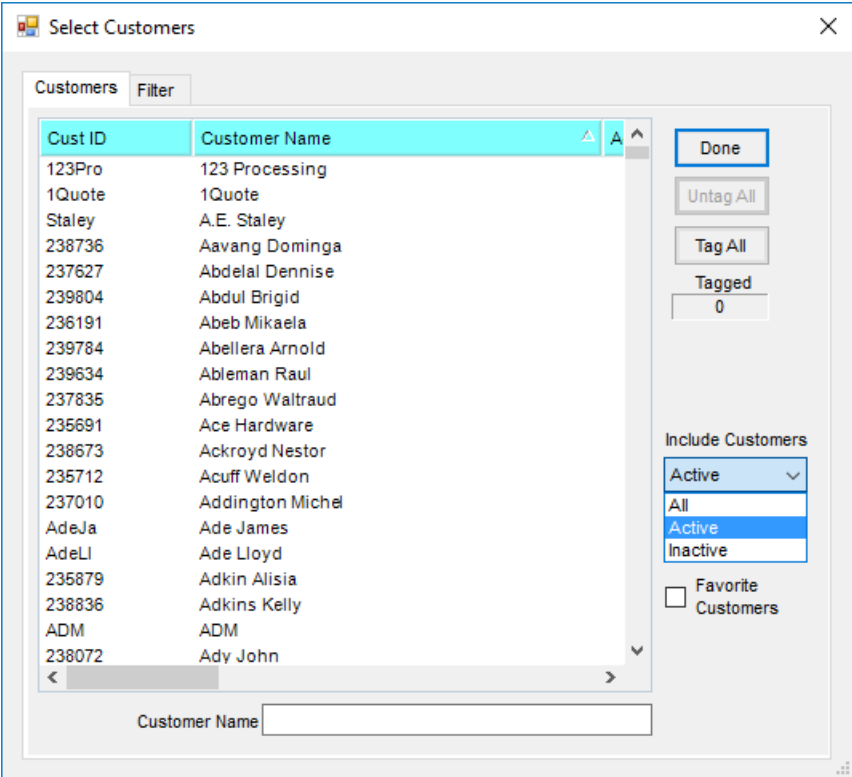 Select Customers
Customers Filter
Cust ID Customer Name A
123Pro 123 Processing
1Quote 1Quote
Staley A.E. Staley
238736 Aavang Dominga
237627 Abdelal Dennise
239804 Abdul Brigid
236191 Abeb Mikaela
239784 Abellera Arnold
239634 Ableman Raul
237835 Abrego Waltraud
235691 Ace Hardware
238673 Ackroyd Nestor
235712 Acuff Weldon
237010 Addington Michel
AdeJa Ade James
AdeLl Ade Lloyd
235879 Adkin Alisia
238836 Adkins Kelly
ADM ADM
238072 Ady John
Customer Name
Done
Untag All
Tag All
Tagged
0
Include Customers
Active
All
Active
Inactive
Favorite
Customers